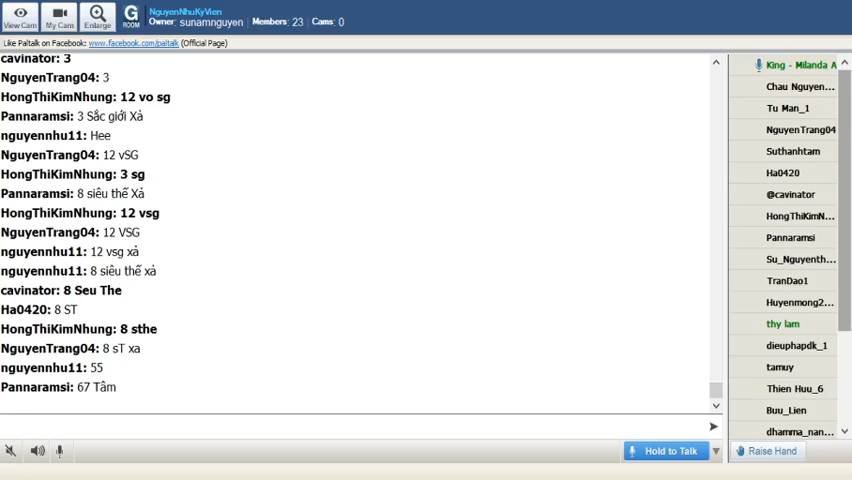 View Cam
My Cam
Enlarge
G
ROOM
NguyenNhuKyVien
Owner: sunamnguyen Members: 23 Cams: 0
Like Paltalk on Facebook: www.facebook.com/paltalk (Official Page)
cavinator: 3
NguyenTrang04: 3
HongThiKimNhung: 12 vo sg
Pannaramsi: 3 Sắc giới Xả
nguyennhu11: Hee
NguyenTrang04: 12 vSG
HongThiKimNhung: 3 sg
Pannaramsi: 8 siêu thế Xả
HongThiKimNhung: 12 vsg
NguyenTrang04: 12 VSG
nguyennhu11: 12 vsg xả
nguyennhu11: 8 siêu thế xả
cavinator: 8 Seu The
Ha0420: 8 ST
HongThiKimNhung: 8 sthe
NguyenTrang04: 8 sT xa
nguyennhu11: 55
Pannaramsi: 67 Tâm
Hold to Talk
King - Milanda A
Chau Nguyen...
Tu Man_1
NguyenTrang04
Suthanhtam
Ha0420
@cavinator
HongThiKimN...
Pannaramsi
Su_Nguyenth...
TranDao1
Huyenmong2...
thy lam
dieuphapdk_1
tamuy
Thien Huu_6
Buu_Lien
dhamma_nan...
Raise Hand